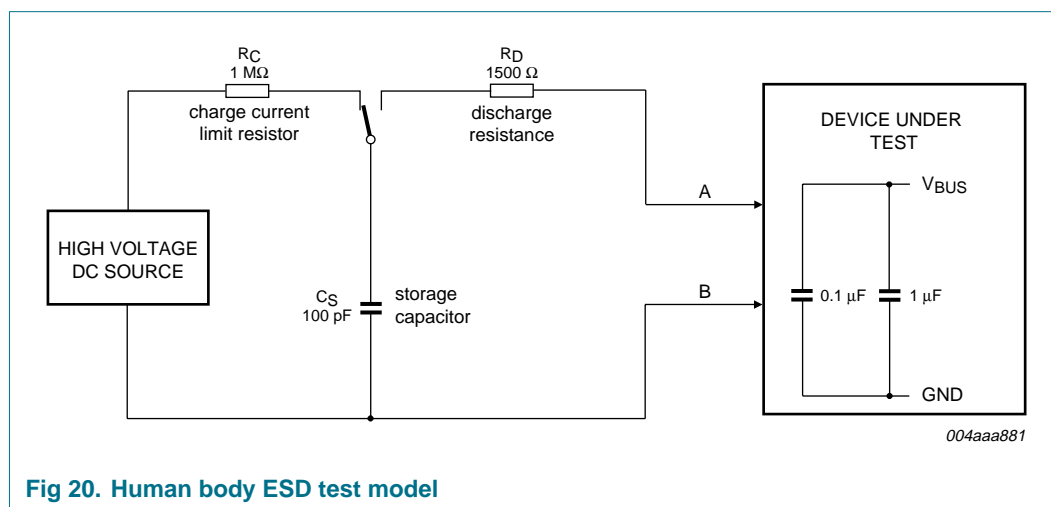 RC
1 MΩ
charge current
limit resistor
RD
1500 Ω
discharge
resistance
DEVICE UNDER
TEST
VBUS
A
HIGH VOLTAGE
DC SOURCE
CS
100 pF
storage
capacitor
B
0.1 μF
1 μF
GND
004aaa881
Fig 20. Human body ESD test model